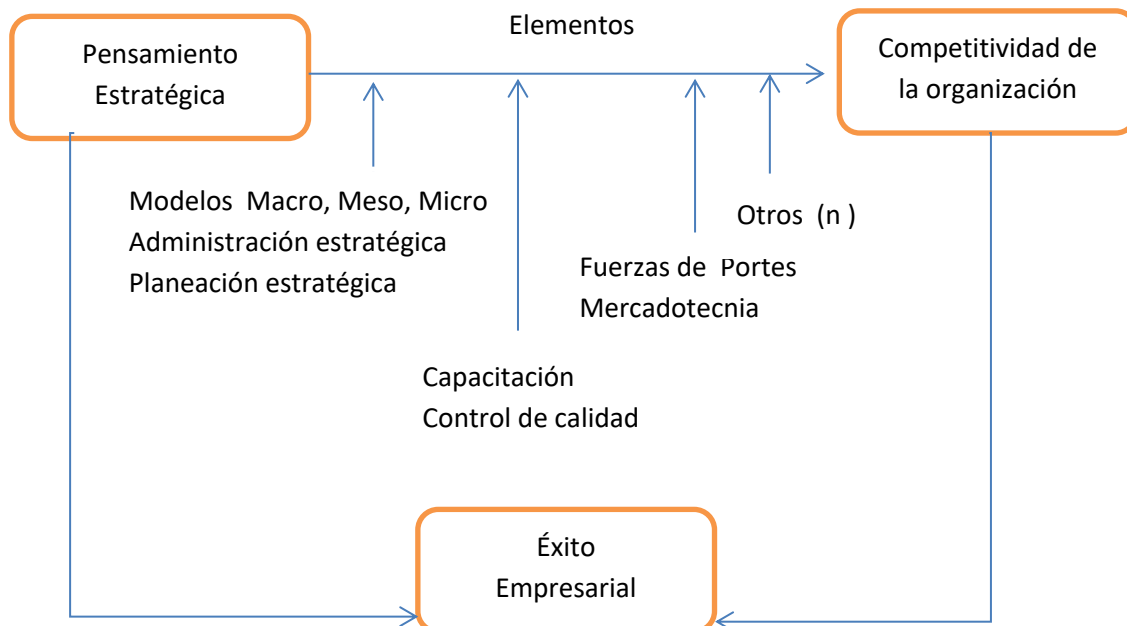 Elementos
Pensamiento
Estratégica
Competitividad de
la organización
Modelos  Macro, Meso, Micro
Administración estratégica
Planeación estratégica
Otros  (n )
Fuerzas de  Portes
Mercadotecnia
Capacitación
Control de calidad
Éxito
Empresarial